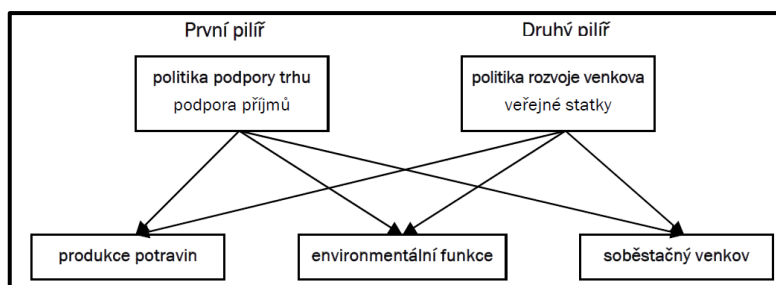 První pilíř
Druhý pilíř
politika podpory trhu
podpora příjmů
politika rozvoje venkova
veřejné statky
produkce potravin
environmentální funkce
soběstačný venkov